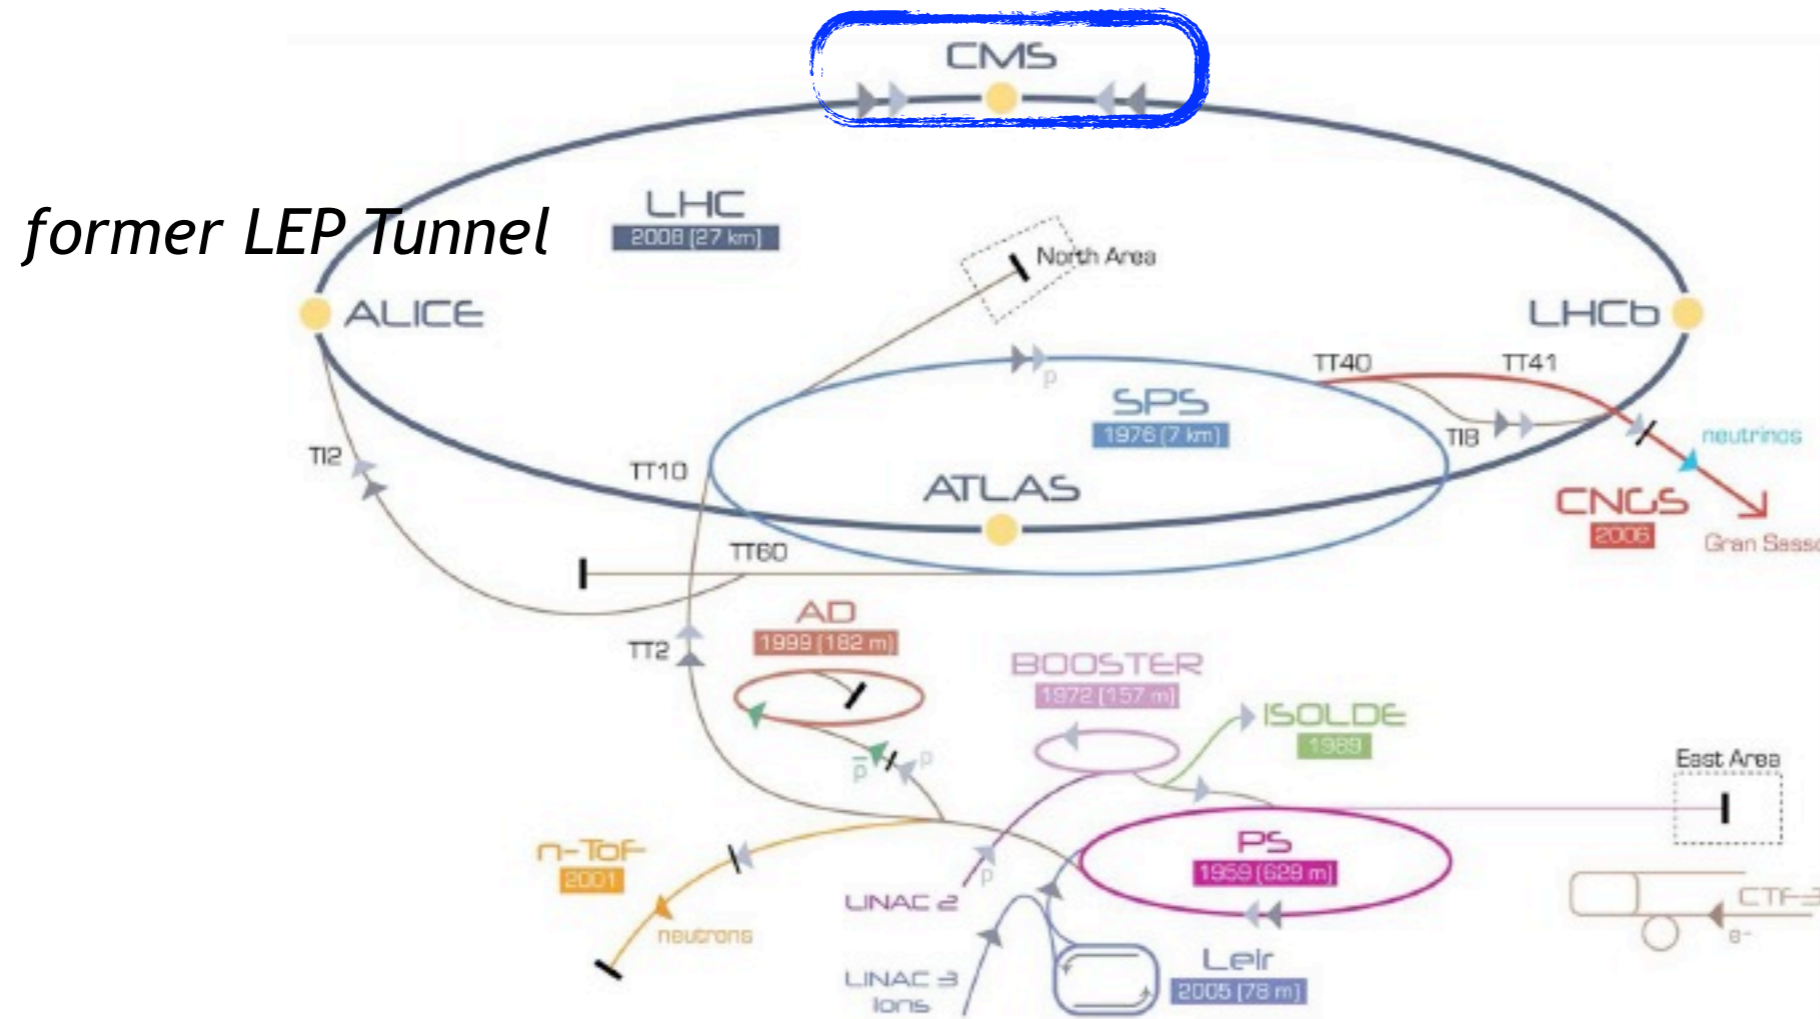 CMS
LHC
2008 (27 km)
former LEP Tunnel
North Area
ALICE
LHCb
TT40
TT41
p
SPS
1976 (7 km)
TI8
neutrinos
TI2
TT10
ATLAS
CNGS
2006
Gran Sasso
TT60
AD
1999 (182 m)
TT2
BOOSTER
1972 (157 m)
ISOLDE
1989
p
p̅
East Area
n-ToF
2001
PS
1959 (628 m)
p
LINAC 2
neutrons
CTF-3
e-
LINAC 3
Ions
Leir
2005 (78 m)